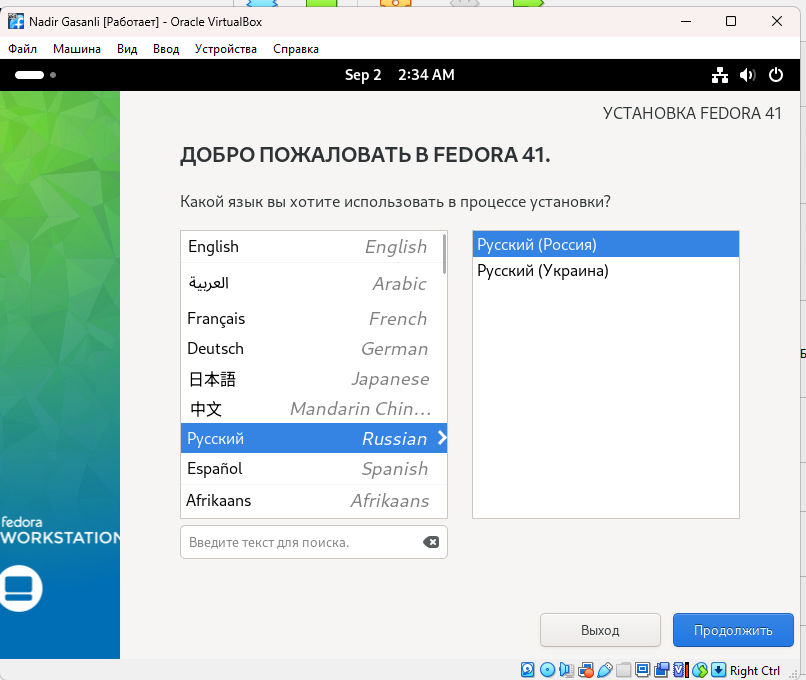 Nadir Gasanli [Работает] - Oracle VirtualBox
Файл Машина Вид Ввод Устройства Справка
Sep 2 2:34 AM
УСТАНОВКА FEDORA 41
ДОБРО ПОЖАЛОВАТЬ В FEDORA 41.
Какой язык вы хотите использовать в процессе установки?
English English
العربية Arabic
Français French
Deutsch German
日本語 Japanese
中文 Mandarin Chin...
Русский Russian
Español Spanish
Afrikaans Afrikaans
Русский (Россия)
Русский (Украина)
Введите текст для поиска.
fedora
WORKSTATION
Выход Продолжить
Right Ctrl